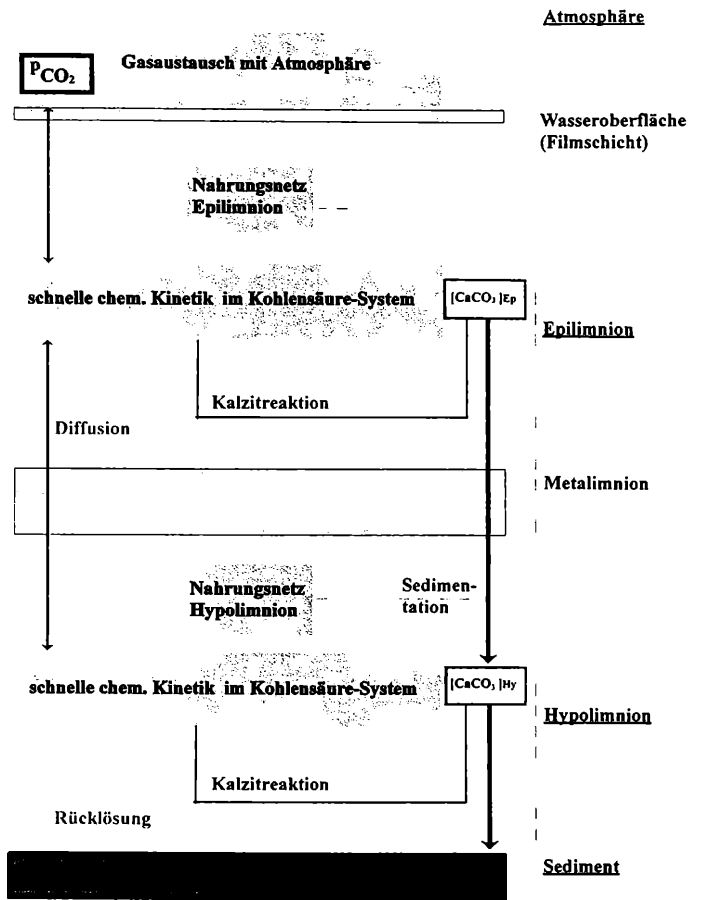 Atmosphäre
PCO₂
Gasaustausch mit Atmosphäre
Wasseroberfläche
(Filmschicht)
Nahrungsnetz
Epilimnion
schnelle chem. Kinetik im Kohlensäure-System
[CaCO₃]Ep
Epilimnion
Kalzitreaktion
Diffusion
Metalimnion
Nahrungsnetz
Hypolimnion
Sedimen-
tation
schnelle chem. Kinetik im Kohlensäure-System
[CaCO₃]Hy
Hypolimnion
Kalzitreaktion
Rücklösung
Sediment